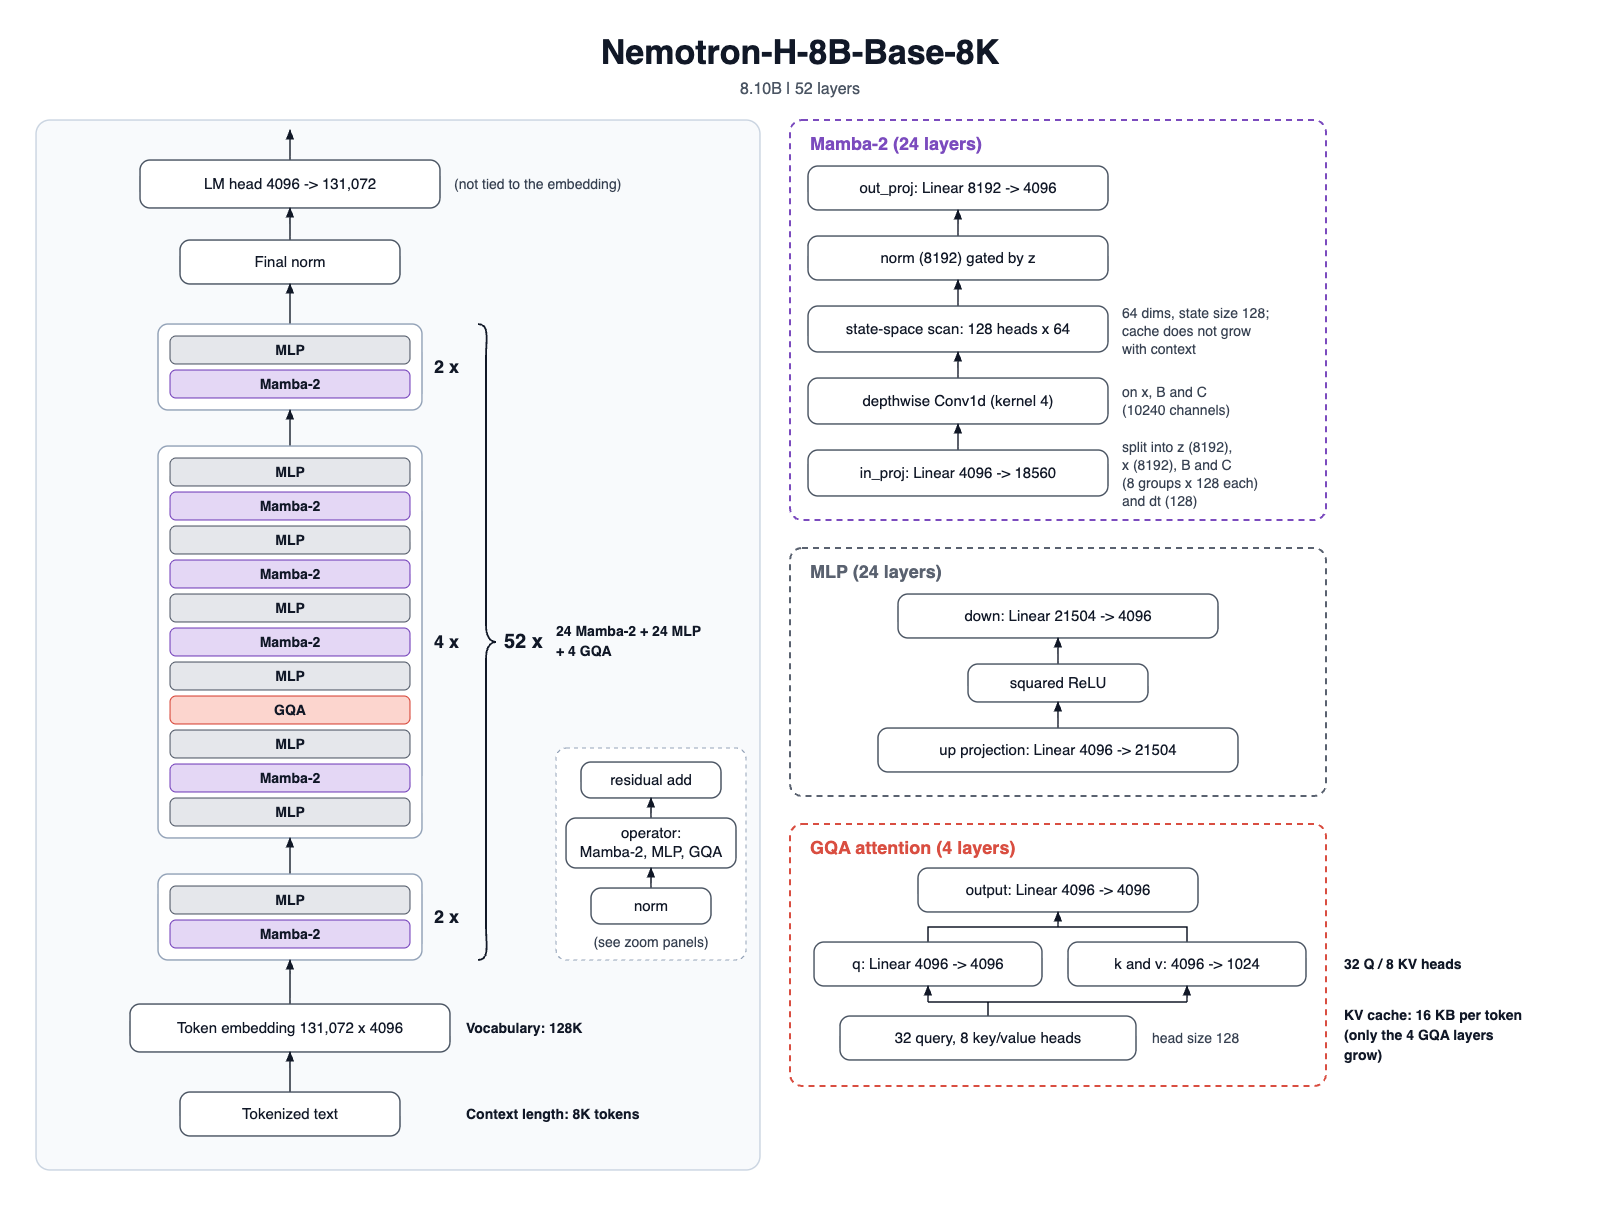 Nemotron-H-8B-Base-8K
8.10B | 52 layers
LM head 4096 -> 131,072
(not tied to the embedding)
Final norm
MLP
Mamba-2
2 x
MLP
Mamba-2
MLP
Mamba-2
MLP
Mamba-2
MLP
GQA
MLP
Mamba-2
MLP
4 x
52 x
24 Mamba-2 + 24 MLP
+ 4 GQA
residual add
operator:
Mamba-2, MLP, GQA
norm
(see zoom panels)
MLP
Mamba-2
2 x
Token embedding 131,072 x 4096
Vocabulary: 128K
Tokenized text
Context length: 8K tokens
Mamba-2 (24 layers)
out_proj: Linear 8192 -> 4096
norm (8192) gated by z
state-space scan: 128 heads x 64
64 dims, state size 128;
cache does not grow
with context
depthwise Conv1d (kernel 4)
on x, B and C
(10240 channels)
in_proj: Linear 4096 -> 18560
split into z (8192),
x (8192), B and C
(8 groups x 128 each)
and dt (128)
MLP (24 layers)
down: Linear 21504 -> 4096
squared ReLU
up projection: Linear 4096 -> 21504
GQA attention (4 layers)
output: Linear 4096 -> 4096
q: Linear 4096 -> 4096
k and v: 4096 -> 1024
32 Q / 8 KV heads
32 query, 8 key/value heads
head size 128
KV cache: 16 KB per token
(only the 4 GQA layers
grow)